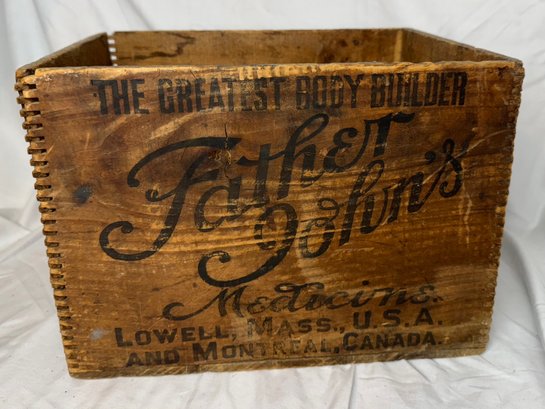 THE GREATEST BODY BUILDER
Father
John's
Medicine.
LOWELL, MASS., U.S.A.
AND MONTREAL, CANADA.